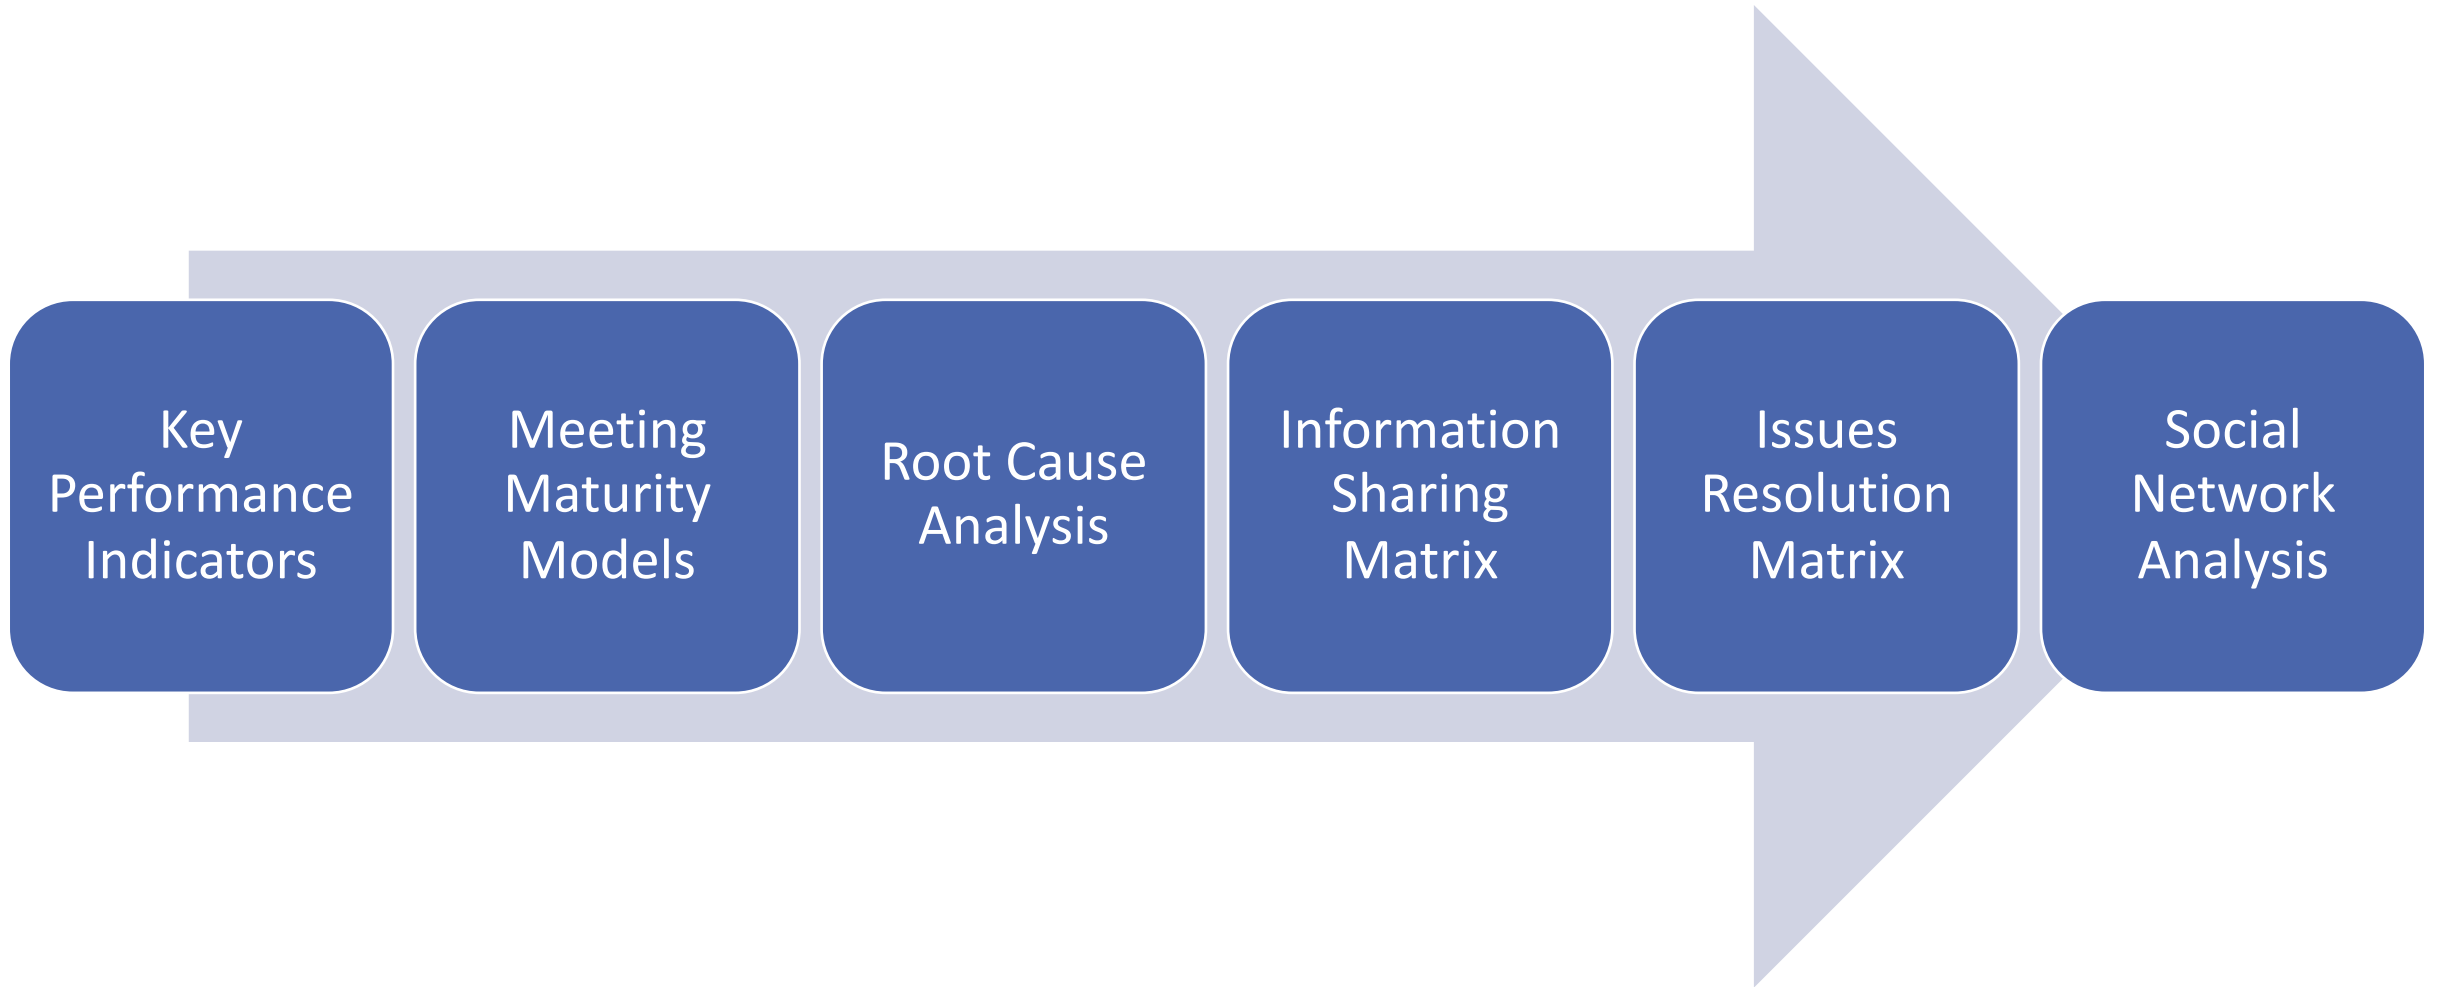 Key
Performance
Indicators
Meeting
Maturity
Models
Root Cause
Analysis
Information
Sharing
Matrix
Issues
Resolution
Matrix
Social
Network
Analysis